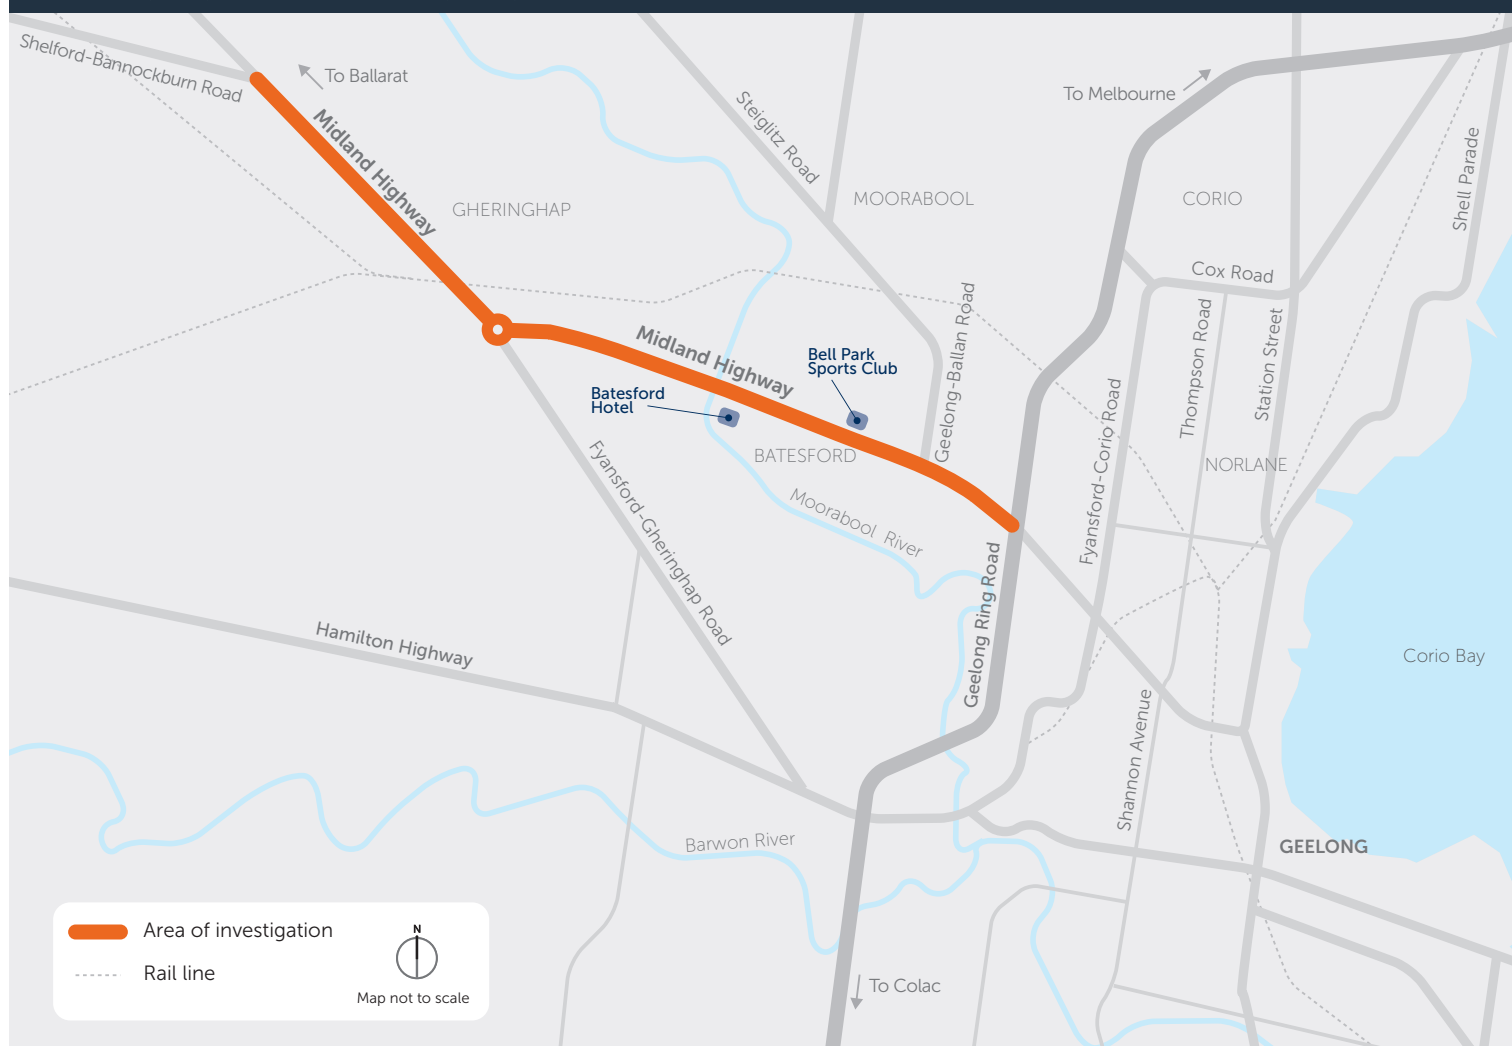 Shelford-Bannockburn Road
To Ballarat
Midland Highway
GHERINGHAP
Steiglitz Road
MOORABOOL
To Melbourne
CORIO
Shell Parade
Cox Road
Thompson Road
Station Street
Geelong-Ballan Road
Midland Highway
Bell Park
Sports Club
Batesford
Hotel
BATESFORD
Fyansford-Corio Road
NORLANE
Moorabool River
Fyansford-Gheringhap Road
Geelong Ring Road
Hamilton Highway
Corio Bay
Shannon Avenue
Barwon River
GEELONG
To Colac
Area of investigation
Rail line
N
Map not to scale